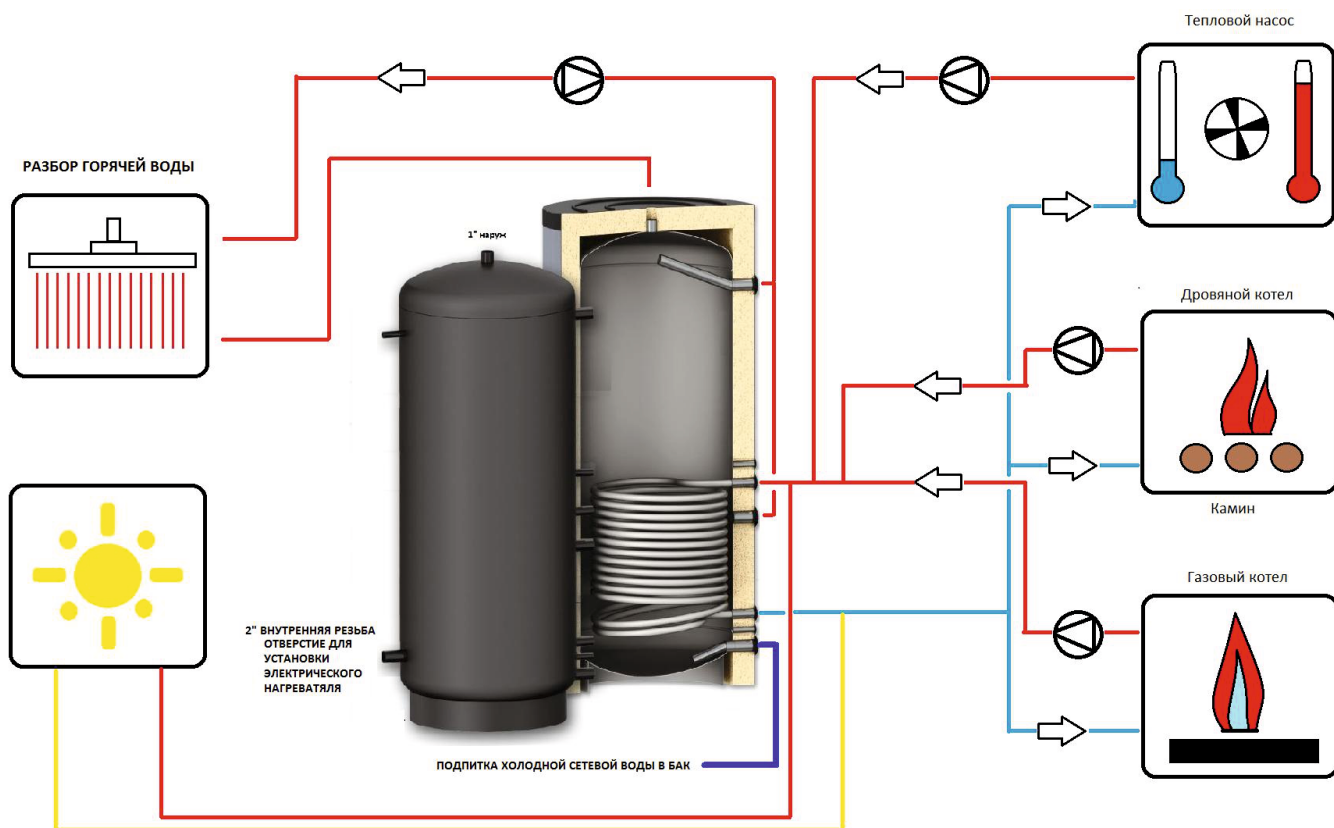 Тепловой насос
РАЗБОР ГОРЯЧЕЙ ВОДЫ
1" наруж
Дровяной котел
Камин
Газовый котел
2" ВНУТРЕННЯЯ РЕЗЬБА
ОТВЕРСТИЕ ДЛЯ
УСТАНОВКИ
ЭЛЕКТРИЧЕСКОГО
НАГРЕВАТЯЛЯ
ПОДПИТКА ХОЛОДНОЙ СЕТЕВОЙ ВОДЫ В БАК